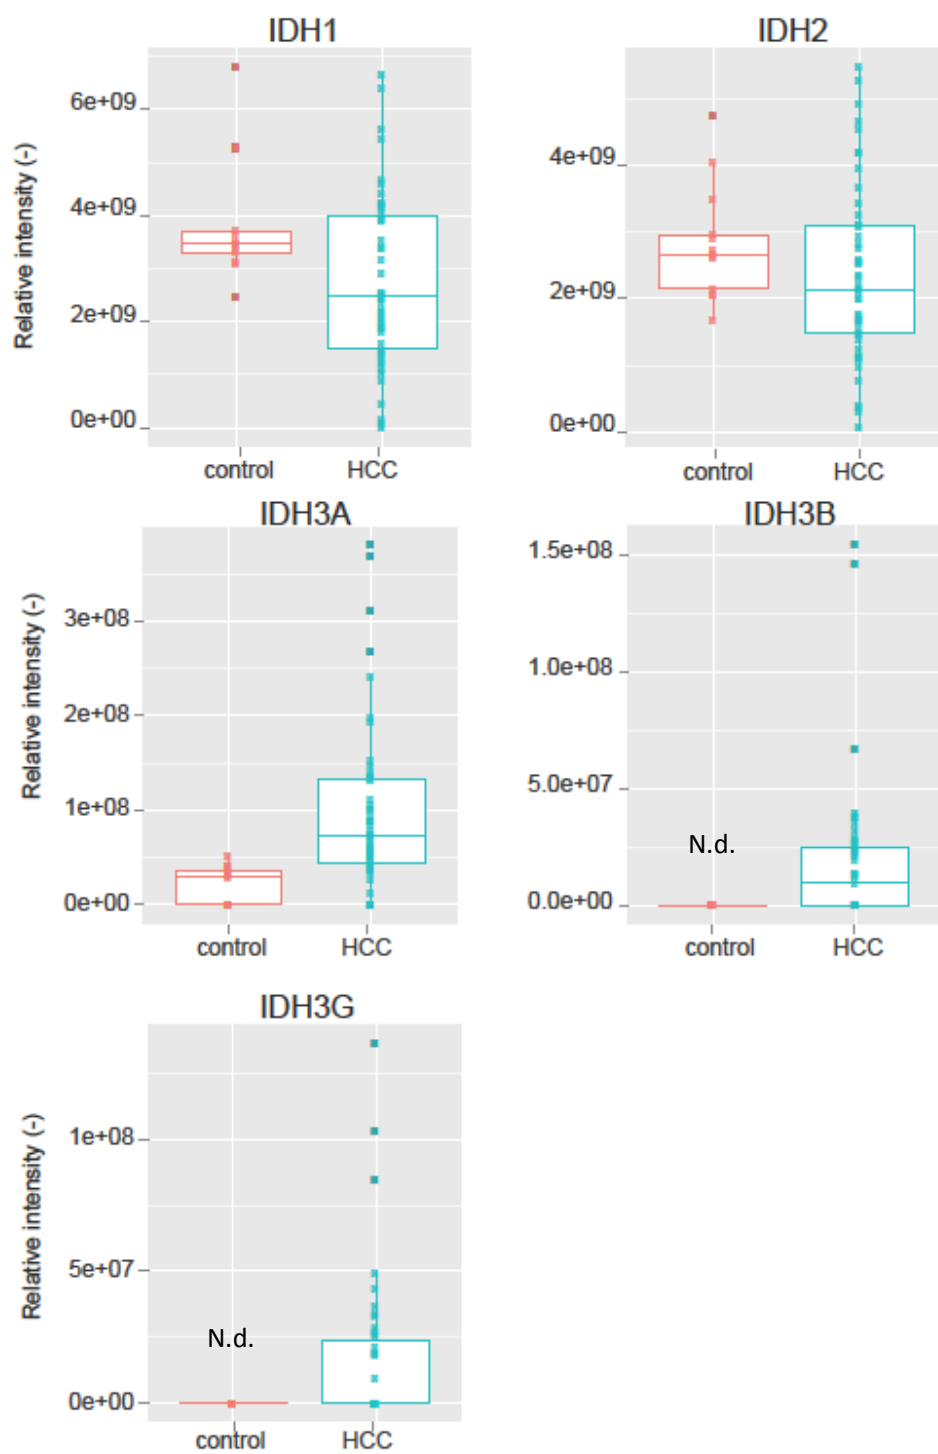 IDH1
Relative intensity (-)
6e+09
4e+09
2e+09
0e+00
control HCC
IDH2
4e+09
2e+09
0e+00
control HCC
IDH3A
Relative intensity (-)
3e+08
2e+08
1e+08
0e+00
control HCC
IDH3B
1.5e+08
1.0e+08
5.0e+07
0.0e+00
N.d.
control HCC
IDH3G
Relative intensity (-)
1e+08
5e+07
0e+00
N.d.
control HCC